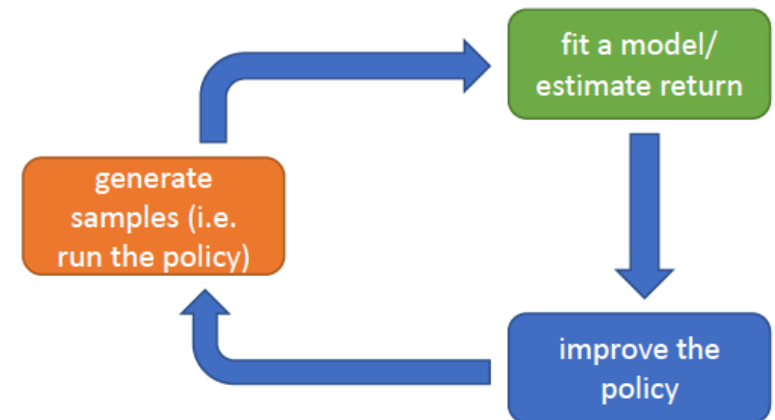 fit a model/
estimate return
generate
samples (i.e.
run the policy)
improve the
policy